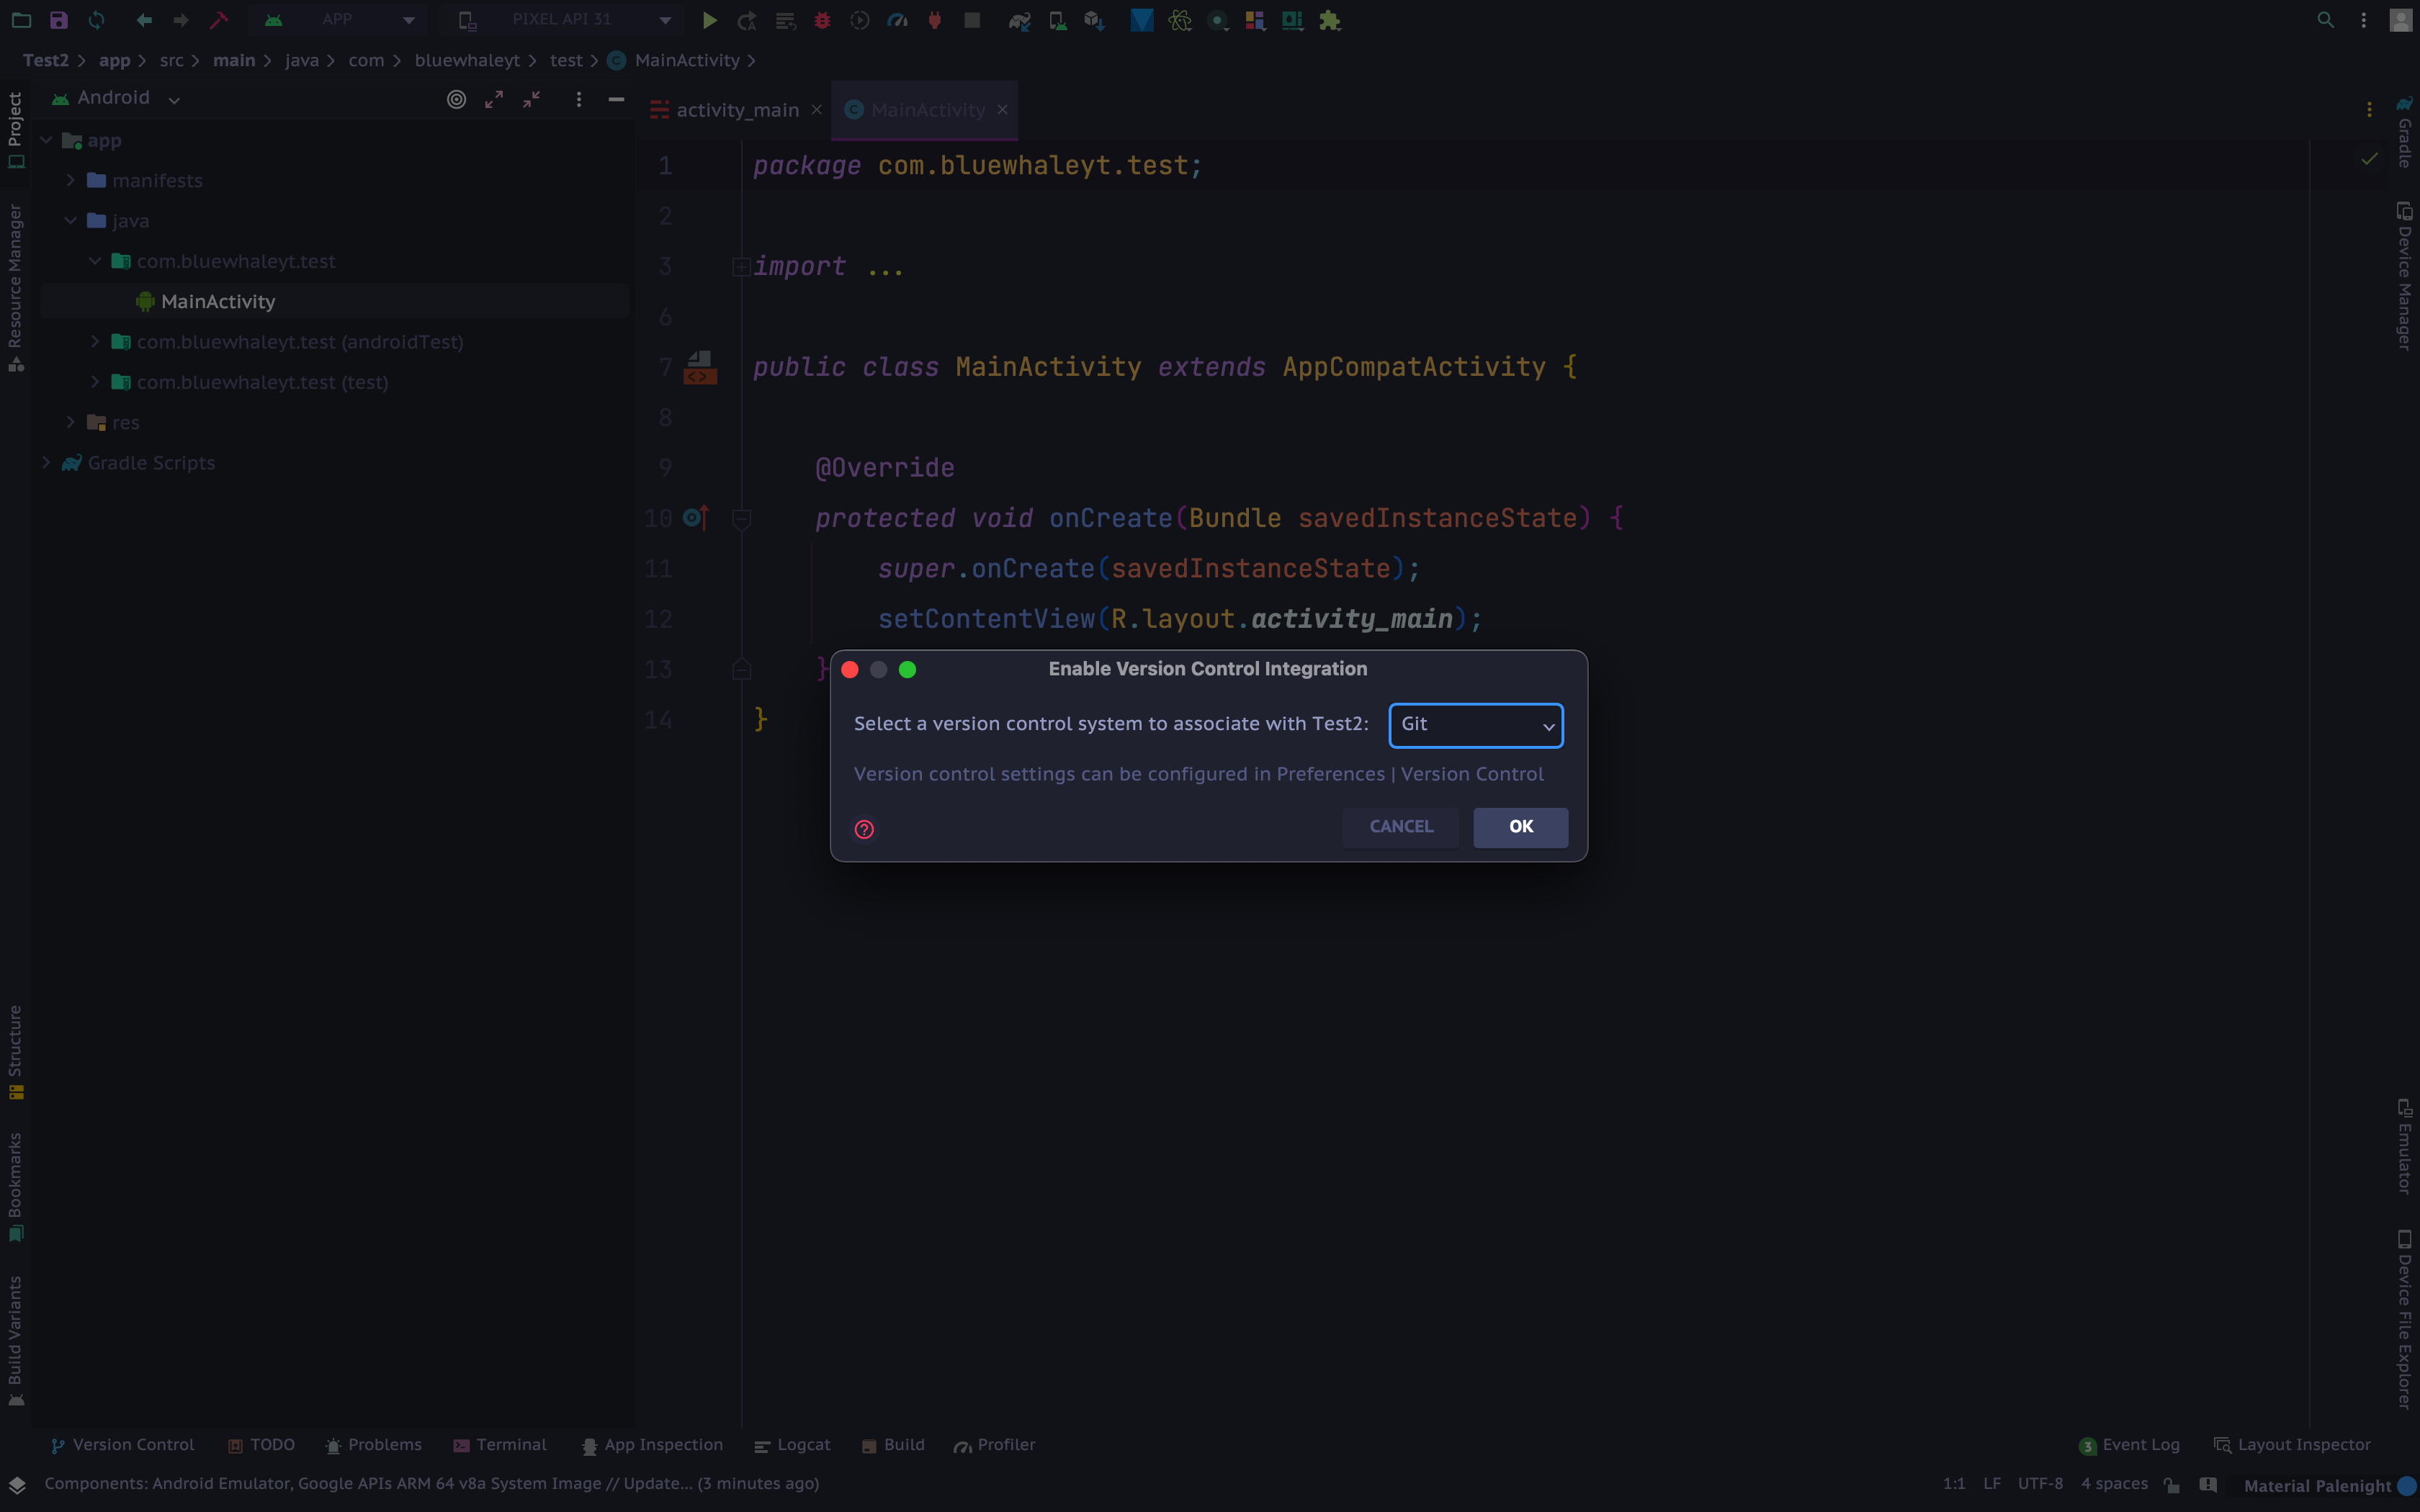 APP
PIXEL API 31
Test2 > app > src > main > java > com > bluewhaleyt > test > MainActivity >
Android
activity_main
MainActivity
Project
Resource Manager
app
manifests
java
com.bluewhaleyt.test
MainActivity
com.bluewhaleyt.test (androidTest)
com.bluewhaleyt.test (test)
res
Gradle Scripts
1 package com.bluewhaleyt.test;
2
3 import ...
6
7 public class MainActivity extends AppCompatActivity {
8
9 @Override
10 protected void onCreate(Bundle savedInstanceState) {
11 super.onCreate(savedInstanceState);
12 setContentView(R.layout.activity_main);
13 }
14 }
Enable Version Control Integration
Select a version control system to associate with Test2: Git
Version control settings can be configured in Preferences | Version Control
CANCEL
OK
Gradle
Device Manager
Structure
Bookmarks
Build Variants
Emulator
Device File Explorer
Version Control
TODO
Problems
Terminal
App Inspection
Logcat
Build
Profiler
3 Event Log
Layout Inspector
Components: Android Emulator, Google APIs ARM 64 v8a System Image // Update... (3 minutes ago)
1:1 LF UTF-8 4 spaces
Material Palenight